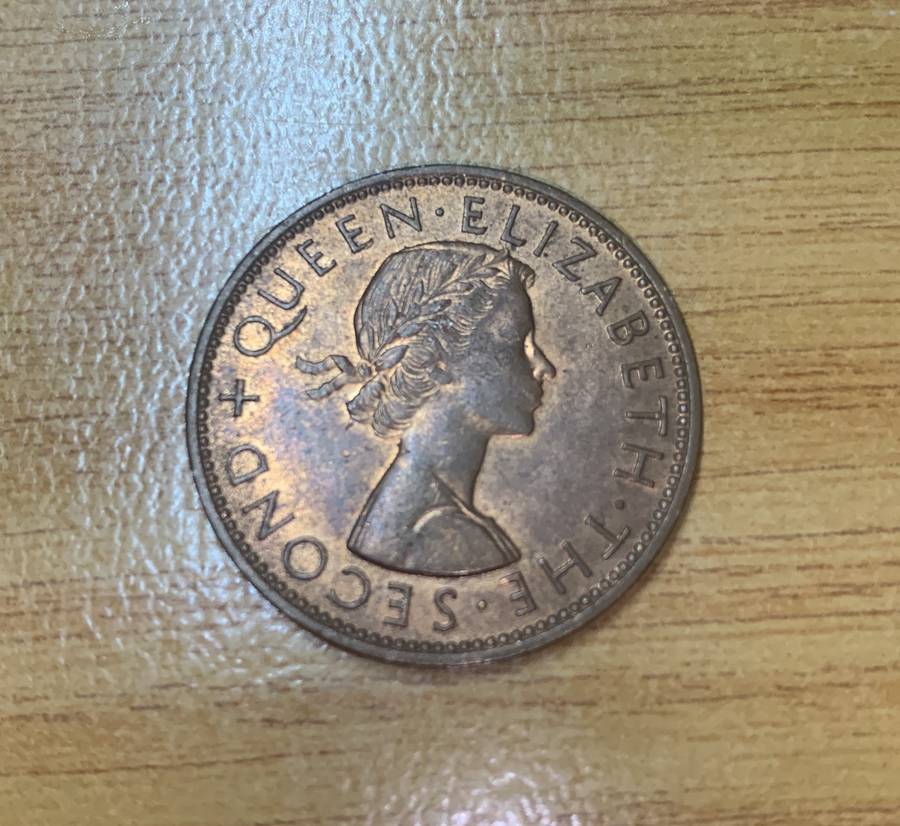 + QUEEN · ELIZABETH · THE · SECOND